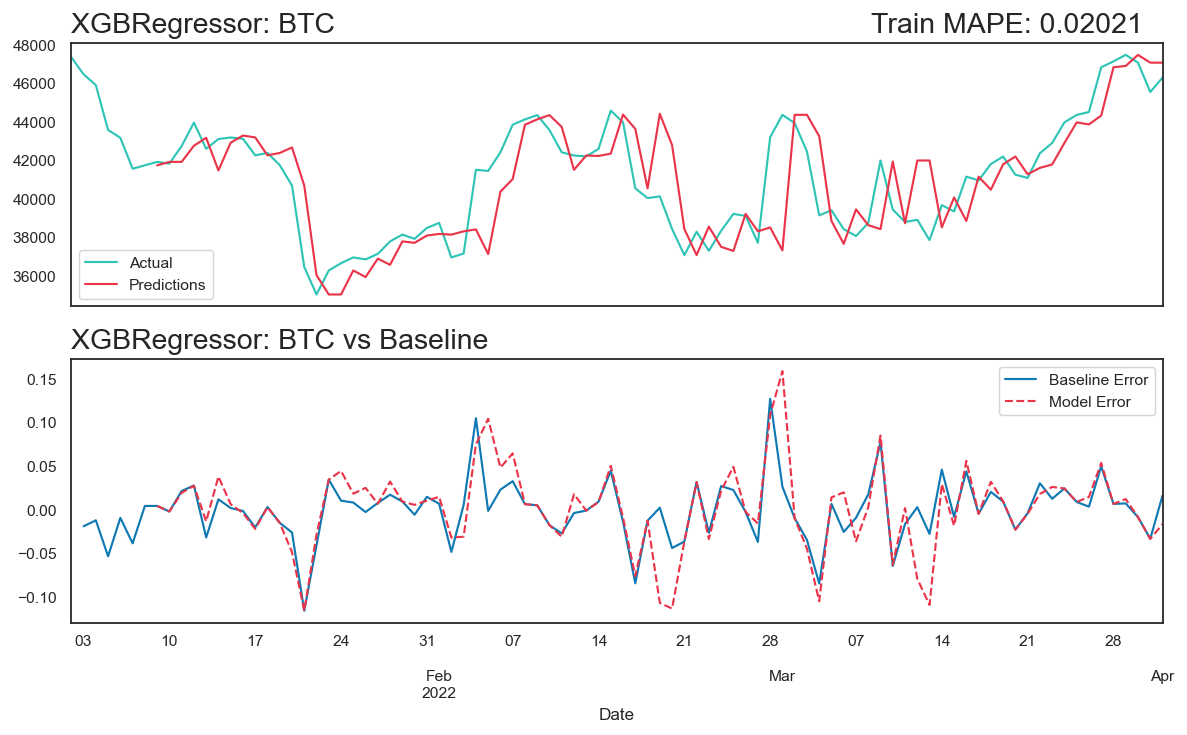 XGBRegressor: BTC
Train MAPE: 0.02021
48000
46000
44000
42000
40000
38000
36000
Actual
Predictions
XGBRegressor: BTC vs Baseline
0.15
0.10
0.05
0.00
−0.05
−0.10
Baseline Error
Model Error
03 10 17 24 31 07 14 21 28 07 14 21 28
Feb Mar Apr
2022
Date